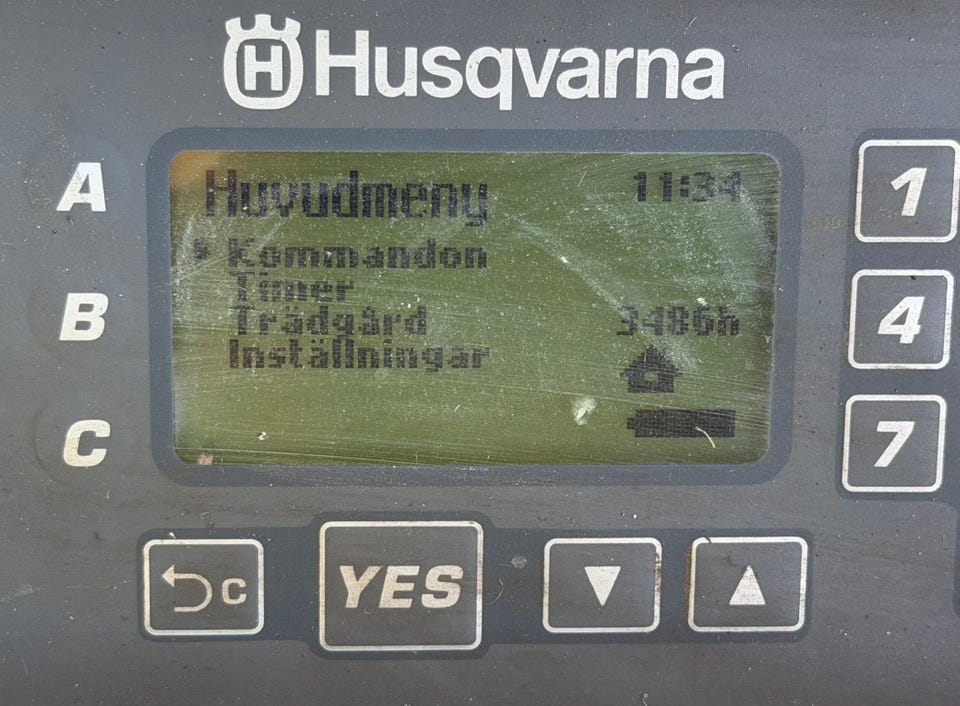 H Husqvarna
A
Huvudmeny 11:34
1
Kommandon
Timer
B
Trädgård 3486h
4
Inställningar
C
7
C
YES